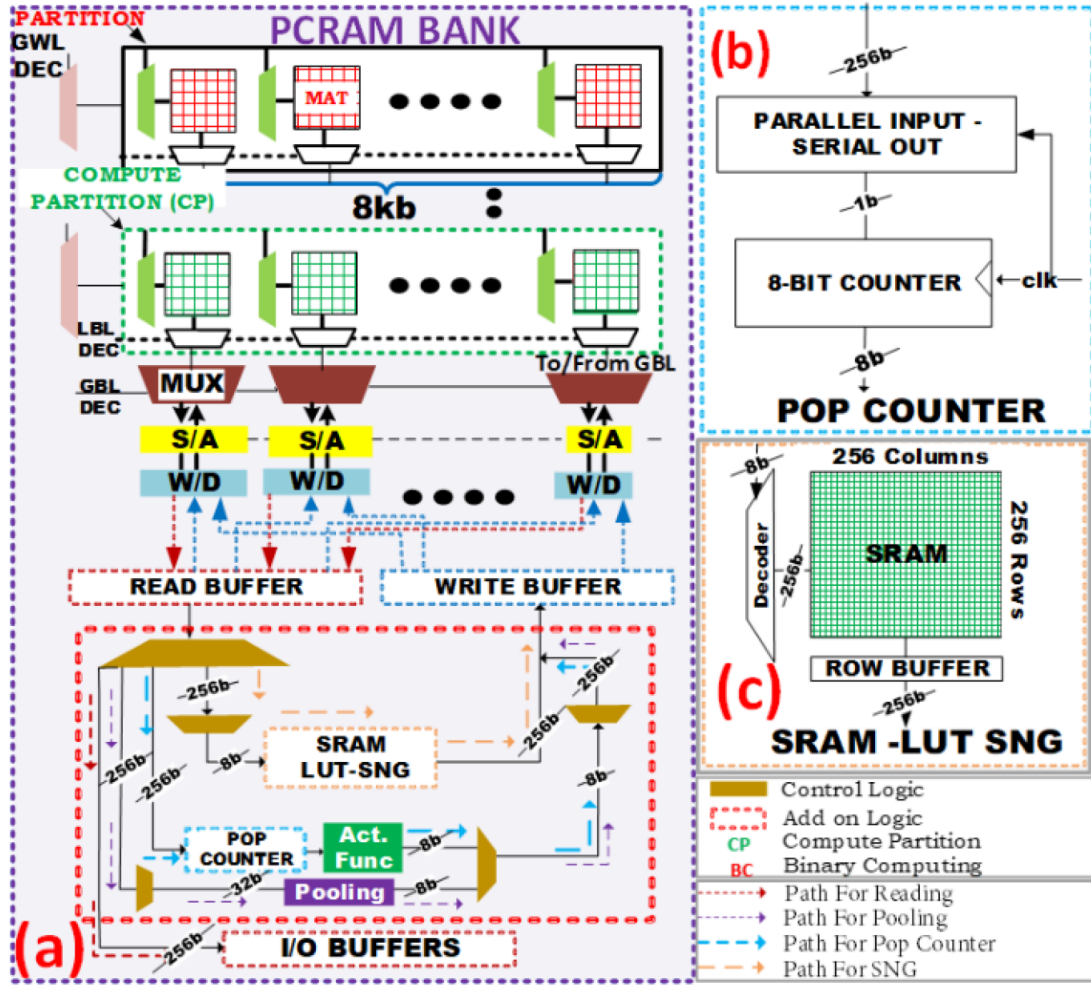 PARTITION
GWL
DEC
PCRAM BANK
MAT
COMPUTE
PARTITION (CP)
8kb
LBL
DEC
To/From GBL
GBL
DEC
MUX
S/A
S/A
S/A
W/D
W/D
W/D
READ BUFFER
WRITE BUFFER
256b
256b
8b
SRAM
LUT-SNG
256b
256b
256b
8b
POP
COUNTER
Act.
Func
8b
32b
Pooling
8b
(a)
256b
I/O BUFFERS
(b)
256b
PARALLEL INPUT -
SERIAL OUT
1b
8-BIT COUNTER
clk
8b
POP COUNTER
8b
256 Columns
Decoder
256b
SRAM
256 Rows
ROW BUFFER
(c)
256b
SRAM -LUT SNG
Control Logic
Add on Logic
CP Compute Partition
BC Binary Computing
Path For Reading
Path For Pooling
Path For Pop Counter
Path For SNG